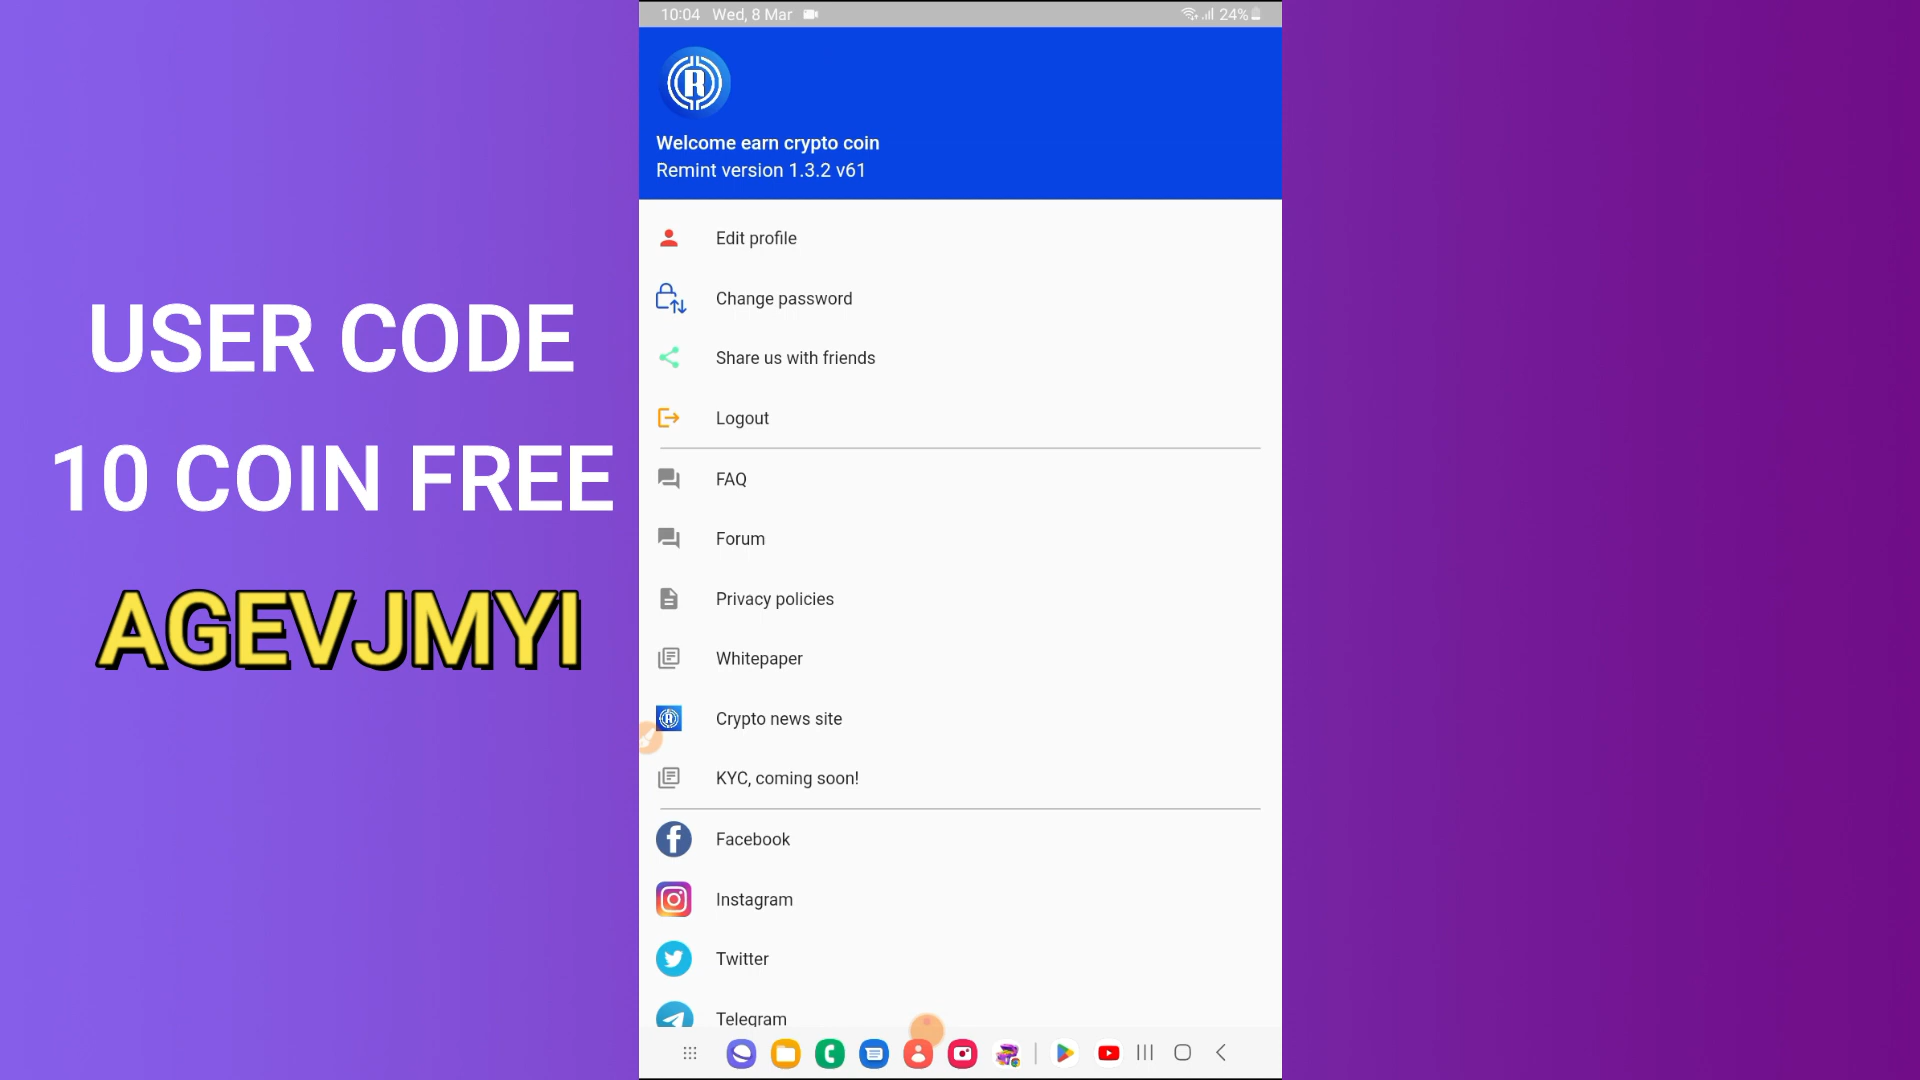 USER CODE
10 COIN FREE
AGEVJMYI
10:04 Wed, 8 Mar
24%
R
Welcome earn crypto coin
Remint version 1.3.2 v61
Edit profile
Change password
Share us with friends
Logout
FAQ
Forum
Privacy policies
Whitepaper
Crypto news site
KYC, coming soon!
Facebook
Instagram
Twitter
Telegram